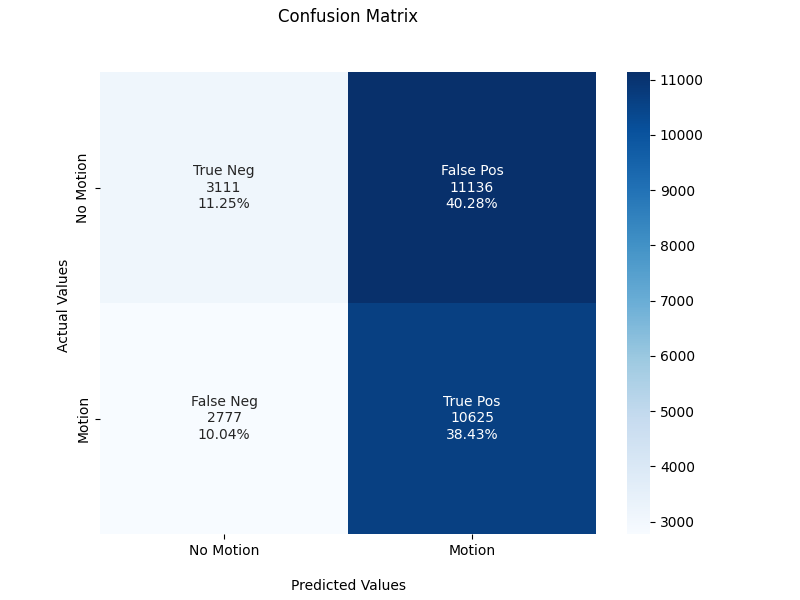 Confusion Matrix
No Motion
True Neg
3111
11.25%
False Pos
11136
40.28%
Actual Values
Motion
False Neg
2777
10.04%
True Pos
10625
38.43%
No Motion
Motion
Predicted Values
11000
10000
9000
8000
7000
6000
5000
4000
3000